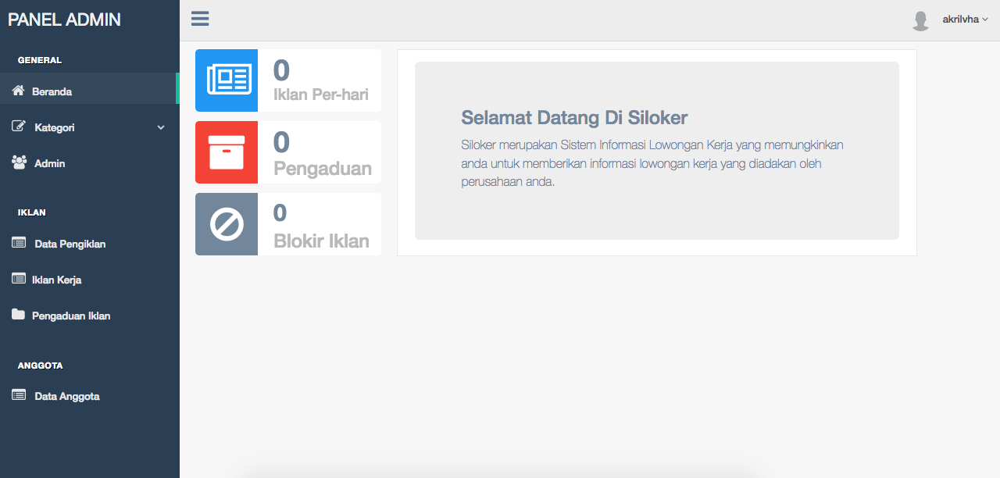 PANEL ADMIN
akrilvha
GENERAL
Beranda
Kategori
Admin
IKLAN
Data Pengiklan
Iklan Kerja
Pengaduan Iklan
ANGGOTA
Data Anggota
0
Iklan Per-hari
0
Pengaduan
0
Blokir Iklan
Selamat Datang Di Siloker
Siloker merupakan Sistem Informasi Lowongan Kerja yang memungkinkan
anda untuk memberikan informasi lowongan kerja yang diadakan oleh
perusahaan anda.